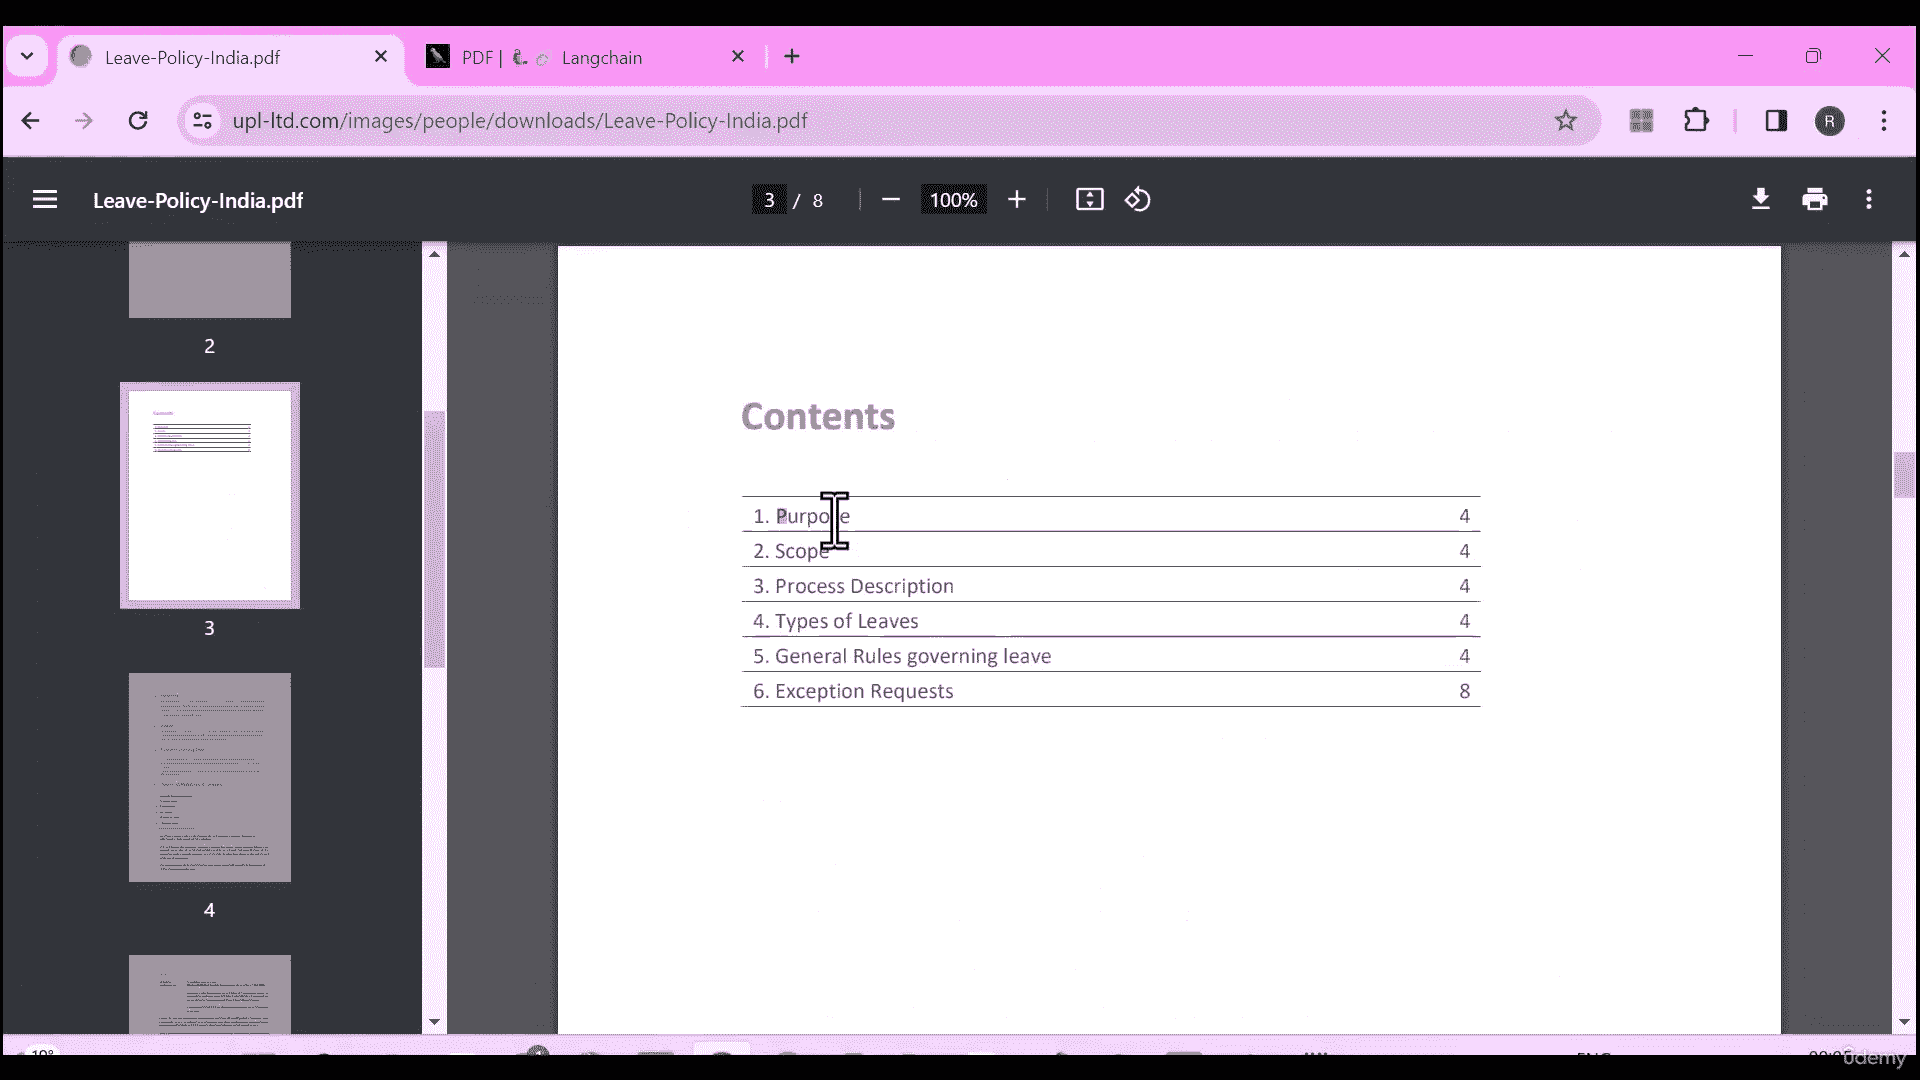 Leave-Policy-India.pdf
PDF | Langchain
upl-ltd.com/images/people/downloads/Leave-Policy-India.pdf
R
Leave-Policy-India.pdf
3 / 8
100%
2
3
4
Contents
1. Purpose 4
2. Scope 4
3. Process Description 4
4. Types of Leaves 4
5. General Rules governing leave 4
6. Exception Requests 8
ENG
udemy